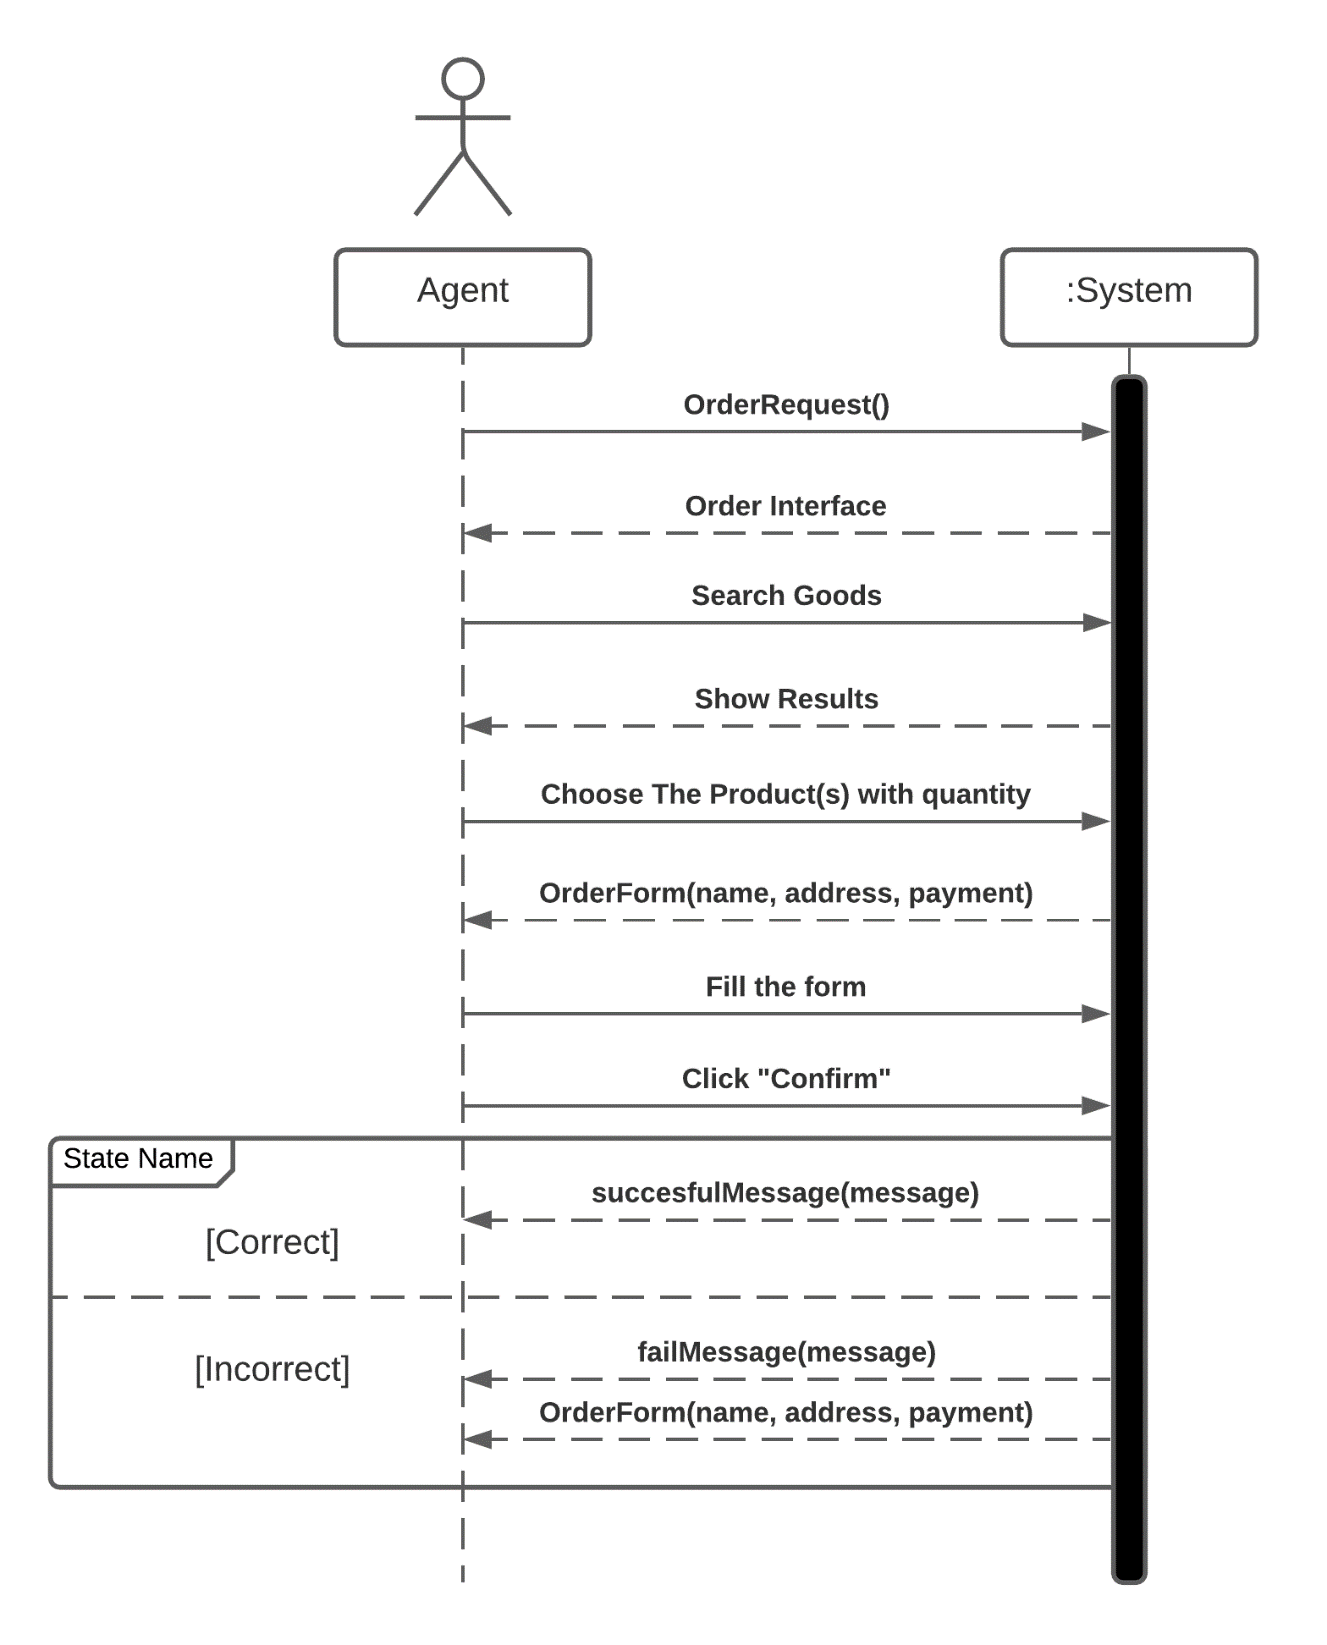 Agent
:System
OrderRequest()
Order Interface
Search Goods
Show Results
Choose The Product(s) with quantity
OrderForm(name, address, payment)
Fill the form
Click "Confirm"
State Name
succesfulMessage(message)
[Correct]
failMessage(message)
[Incorrect]
OrderForm(name, address, payment)